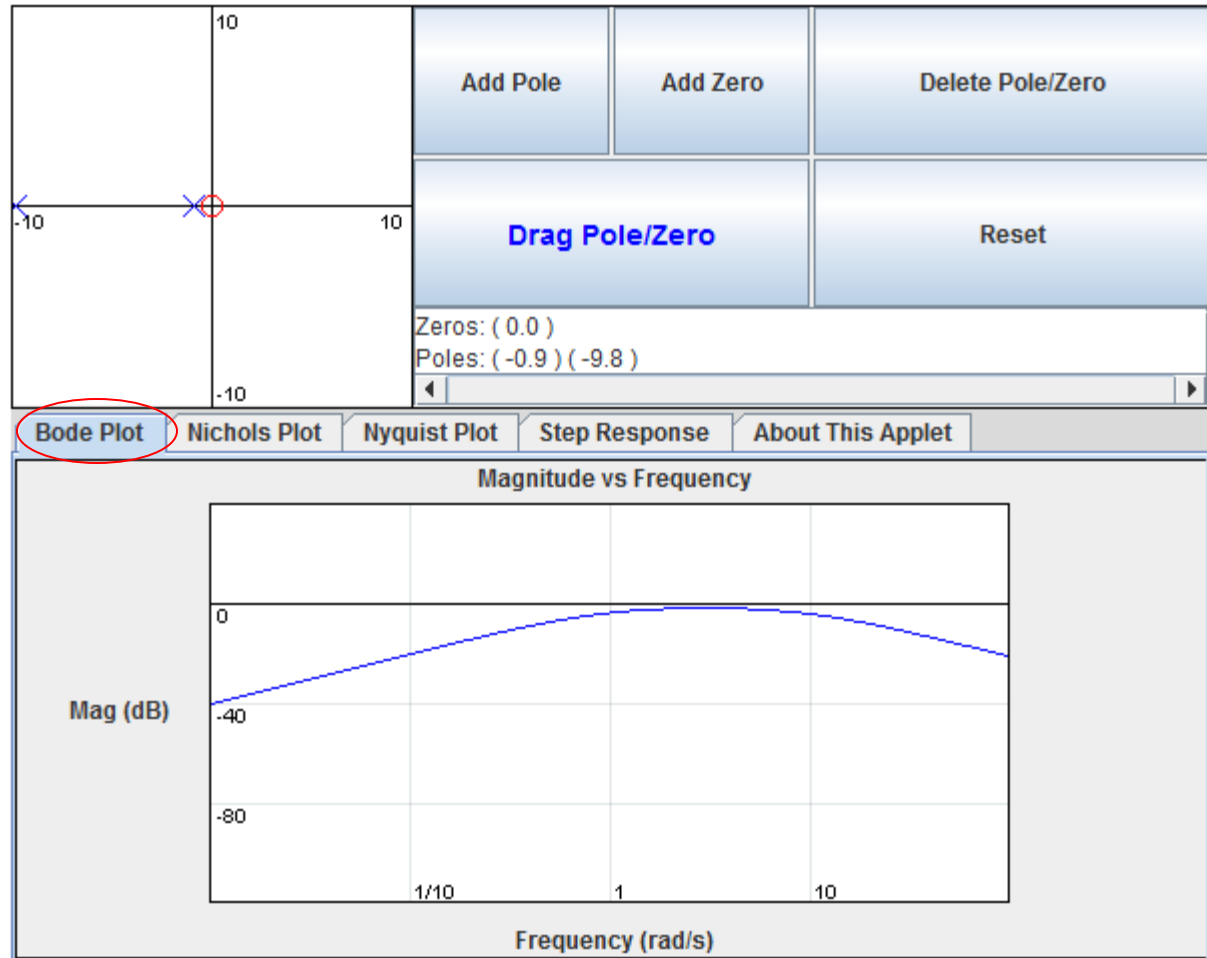 10
-10
10
-10
Add Pole
Add Zero
Delete Pole/Zero
Drag Pole/Zero
Reset
Zeros: ( 0.0 )
Poles: ( -0.9 ) ( -9.8 )
Bode Plot
Nichols Plot
Nyquist Plot
Step Response
About This Applet
Magnitude vs Frequency
0
Mag (dB)
-40
-80
1/10
1
10
Frequency (rad/s)